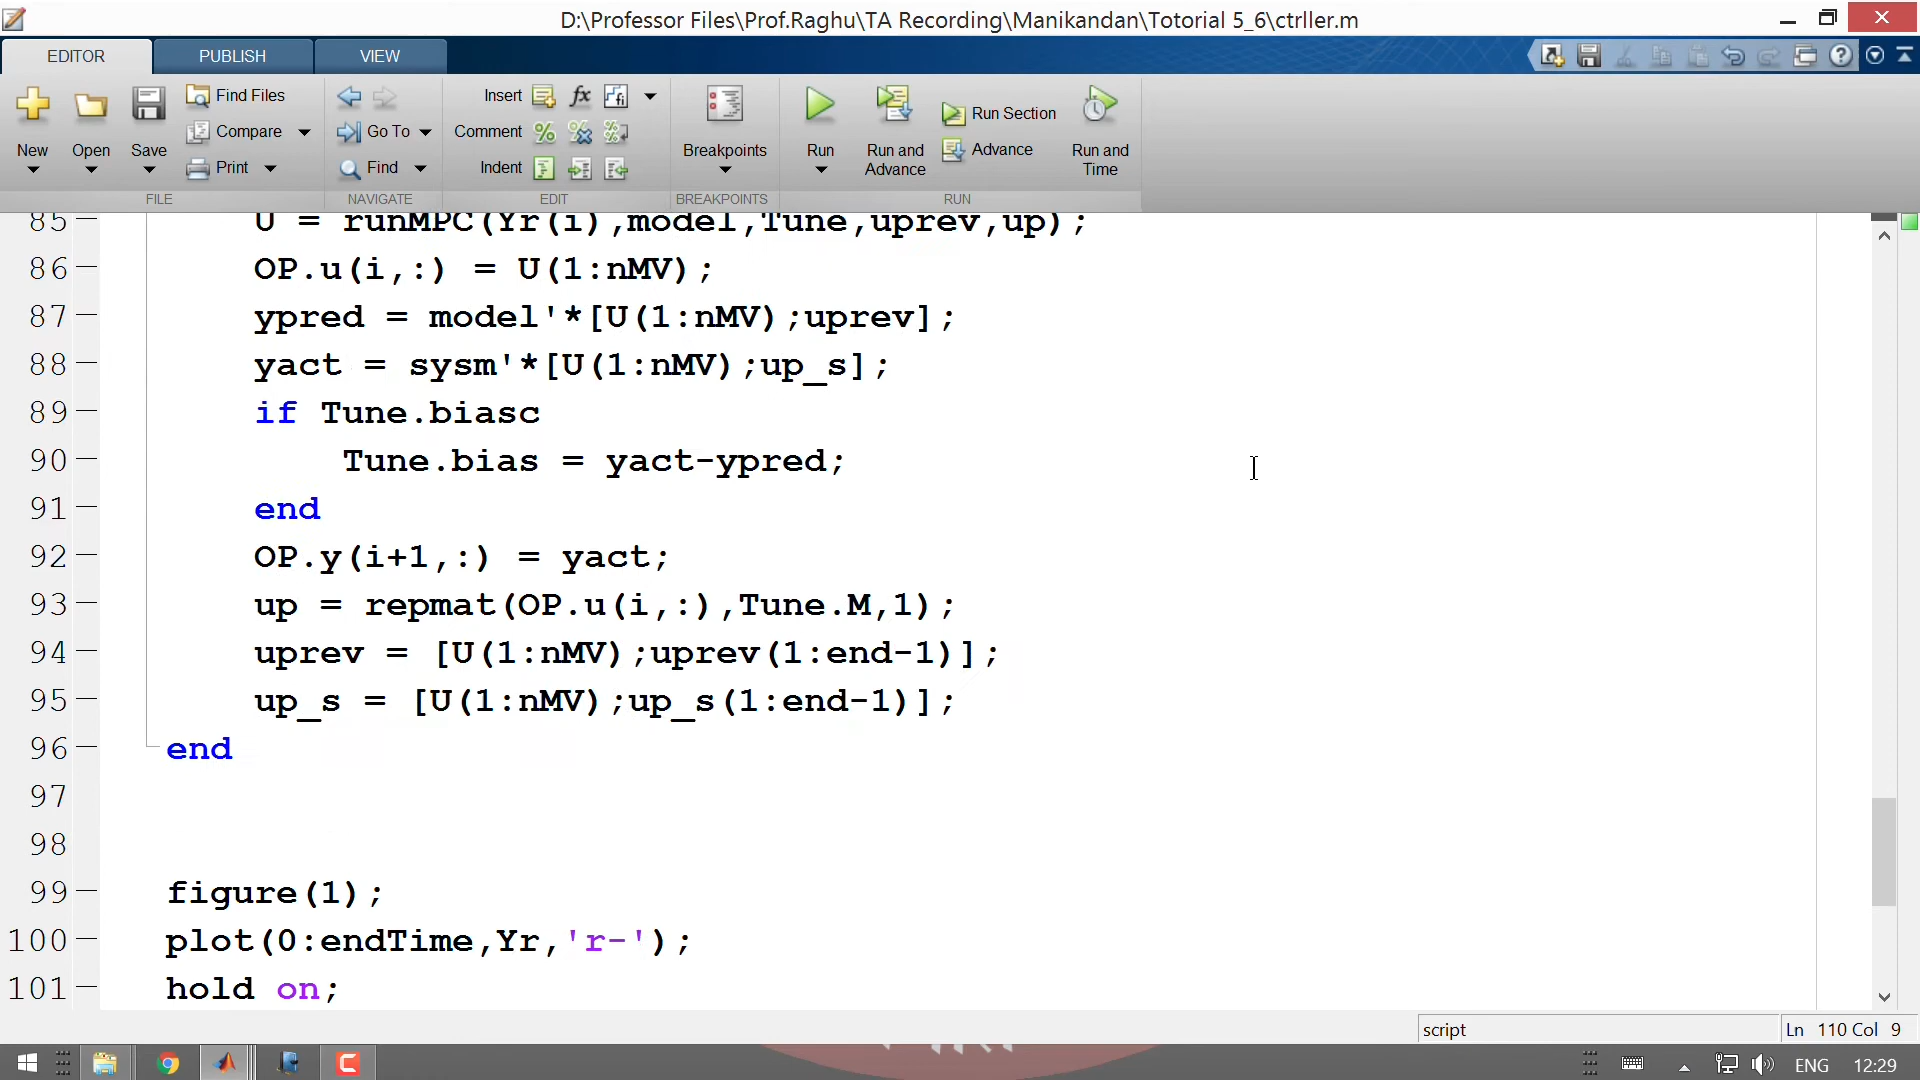 D:\Professor Files\Prof.Raghu\TA Recording\Manikandan\Totorial 5_6\ctrller.m
EDITOR PUBLISH VIEW
New Open Save Find Files Compare Print
FILE
Go To Find
NAVIGATE
Insert fx
Comment
Indent
EDIT
Breakpoints
BREAKPOINTS
Run Run and Advance Run Section Advance Run and Time
RUN
85 U = runMPC(Yr(i),model,Tune,uprev,up);
86 OP.u(i,:) = U(1:nMV);
87 ypred = model'*[U(1:nMV);uprev];
88 yact = sysm'*[U(1:nMV);up_s];
89 if Tune.biasc
90 Tune.bias = yact-ypred;
91 end
92 OP.y(i+1,:) = yact;
93 up = repmat(OP.u(i,:),Tune.M,1);
94 uprev = [U(1:nMV);uprev(1:end-1)];
95 up_s = [U(1:nMV);up_s(1:end-1)];
96 end
97
98
99 figure(1);
100 plot(0:endTime,Yr,'r-');
101 hold on;
script Ln 110 Col 9
ENG 12:29